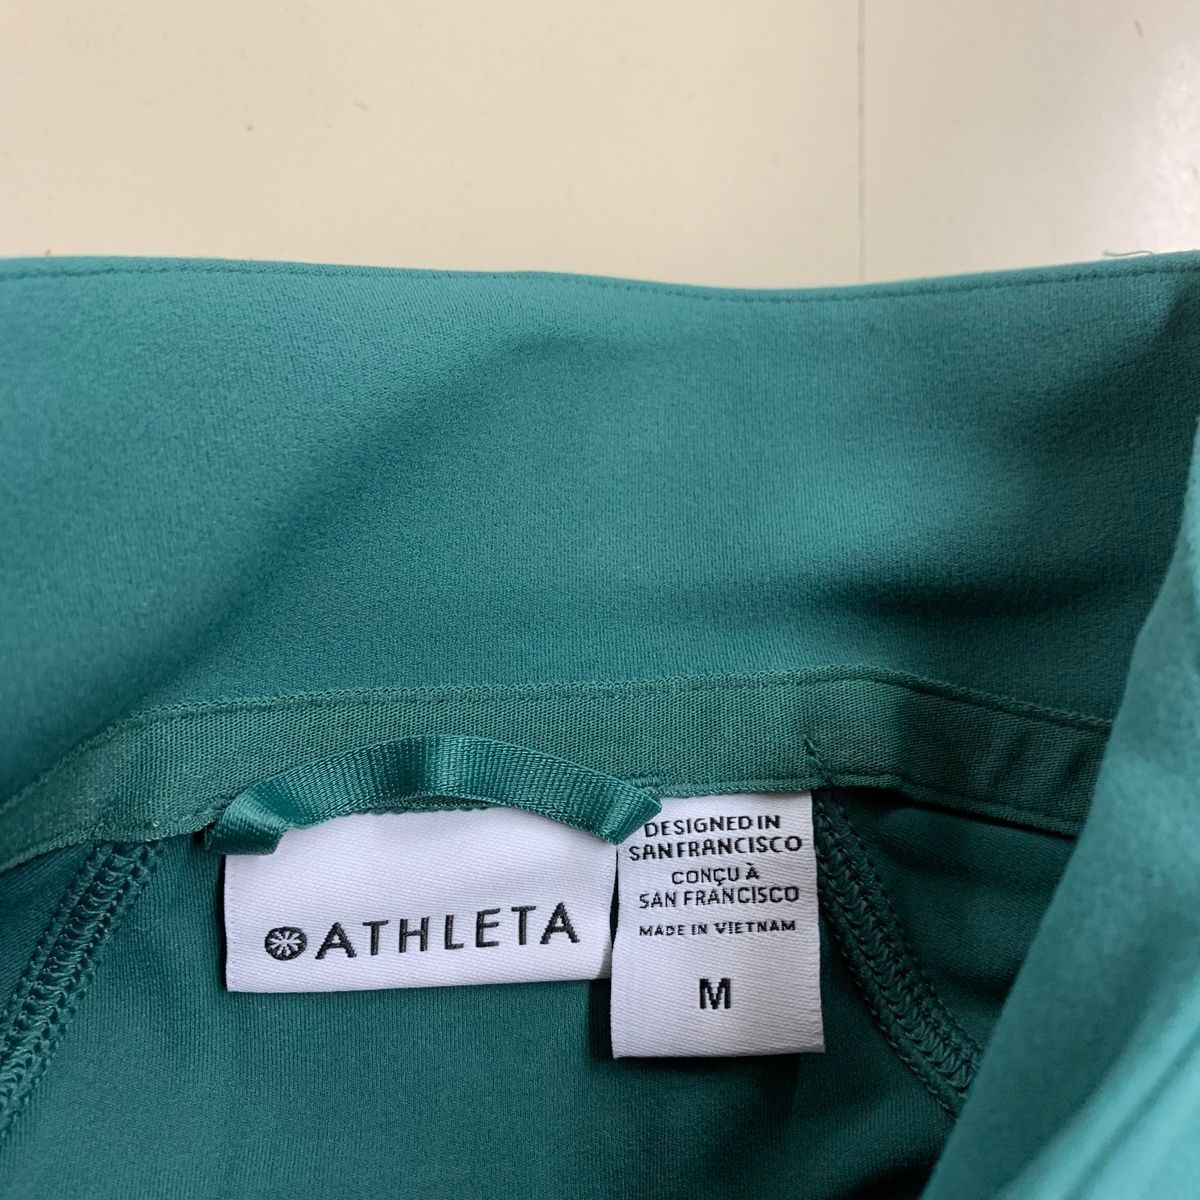 ATHLETA
DESIGNED IN
SAN FRANCISCO
CONÇU À
SAN FRANCISCO
MADE IN VIETNAM
M